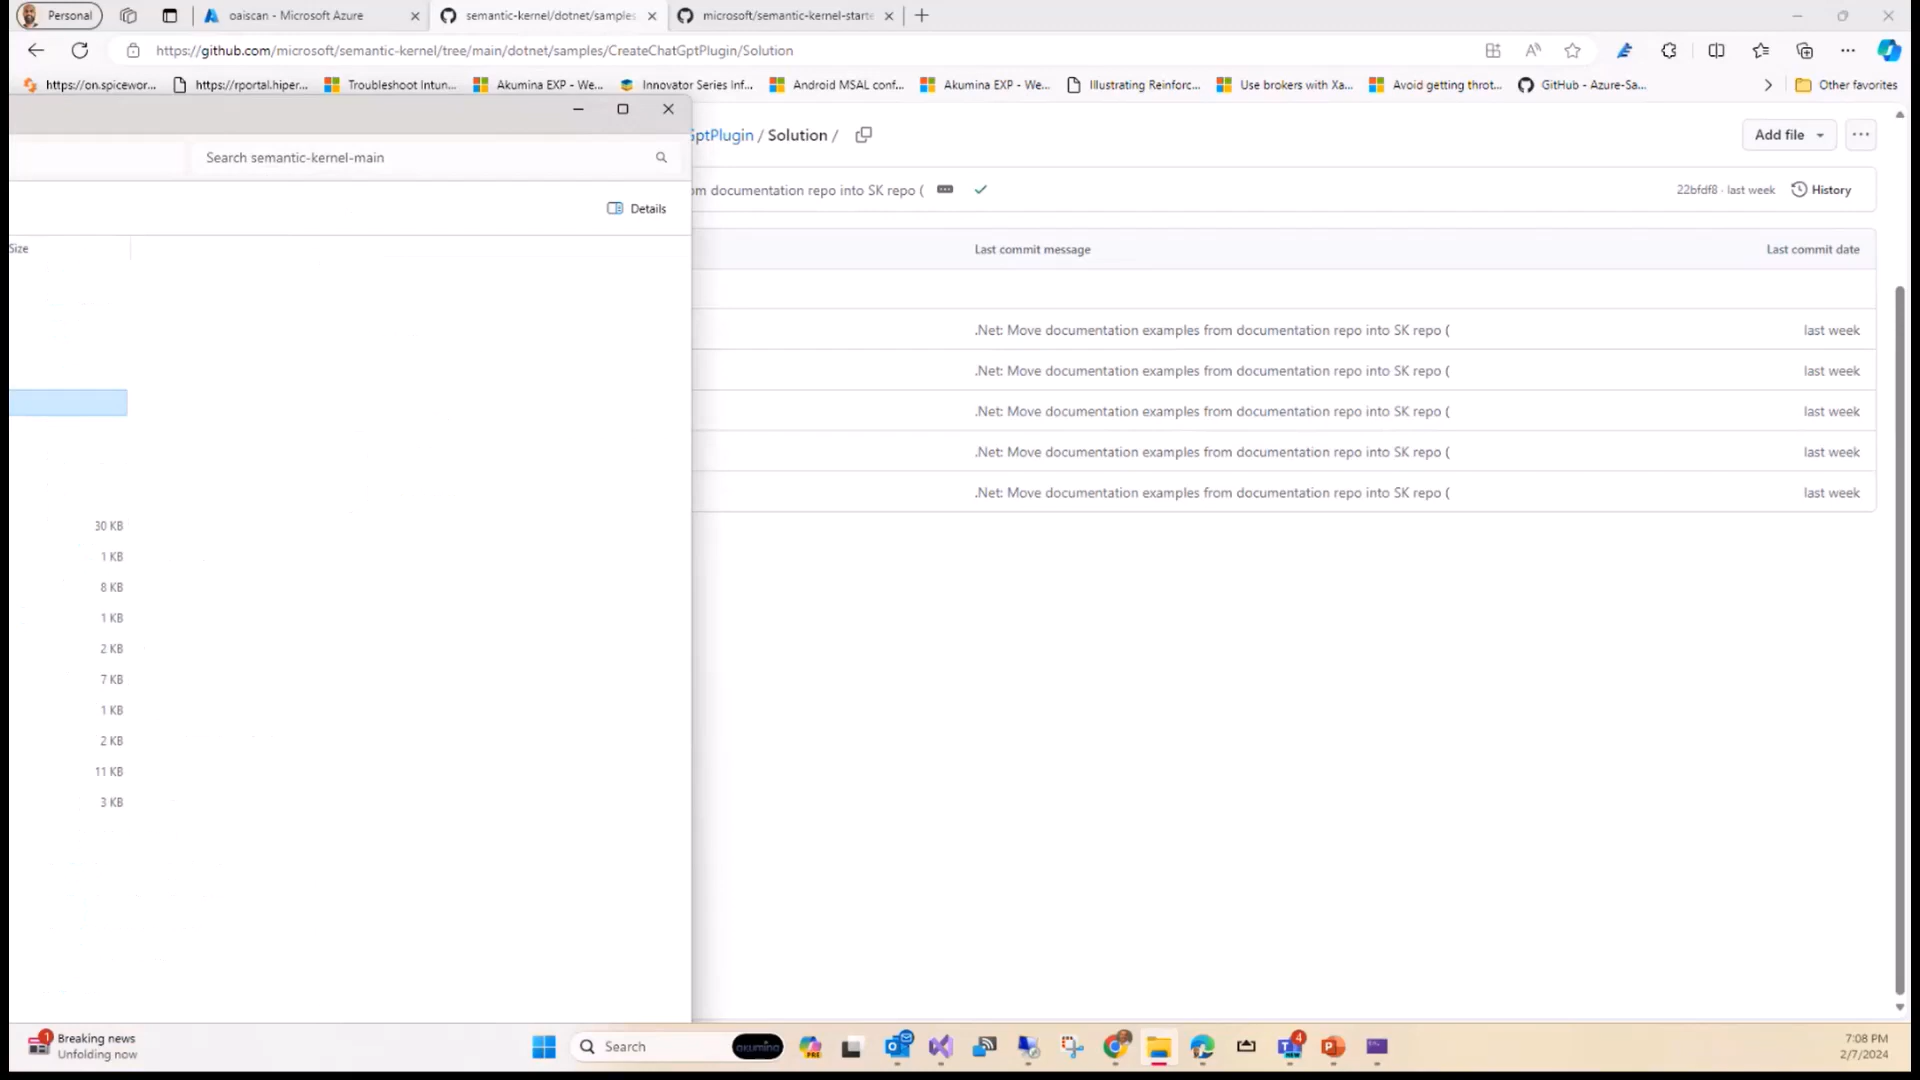 Personal
oaiscan - Microsoft Azure
semantic-kernel/dotnet/samples
microsoft/semantic-kernel-starte
https://github.com/microsoft/semantic-kernel/tree/main/dotnet/samples/CreateChatGptPlugin/Solution
https://on.spicewor...
https://rportal.hiper...
Troubleshoot Intun...
Akumina EXP - We...
Innovator Series Inf...
Android MSAL conf...
Akumina EXP - We...
Illustrating Reinforc...
Use brokers with Xa...
Avoid getting throt...
GitHub - Azure-Sa...
Other favorites
Search semantic-kernel-main
Details
Size
30 KB
1 KB
8 KB
1 KB
2 KB
7 KB
1 KB
2 KB
11 KB
3 KB
GptPlugin / Solution /
Add file
om documentation repo into SK repo (
22bfdf8 · last week
History
Last commit message
Last commit date
.Net: Move documentation examples from documentation repo into SK repo (
last week
.Net: Move documentation examples from documentation repo into SK repo (
last week
.Net: Move documentation examples from documentation repo into SK repo (
last week
.Net: Move documentation examples from documentation repo into SK repo (
last week
.Net: Move documentation examples from documentation repo into SK repo (
last week
1
Breaking news
Unfolding now
Search
akumina
PRE
4
7:08 PM
2/7/2024